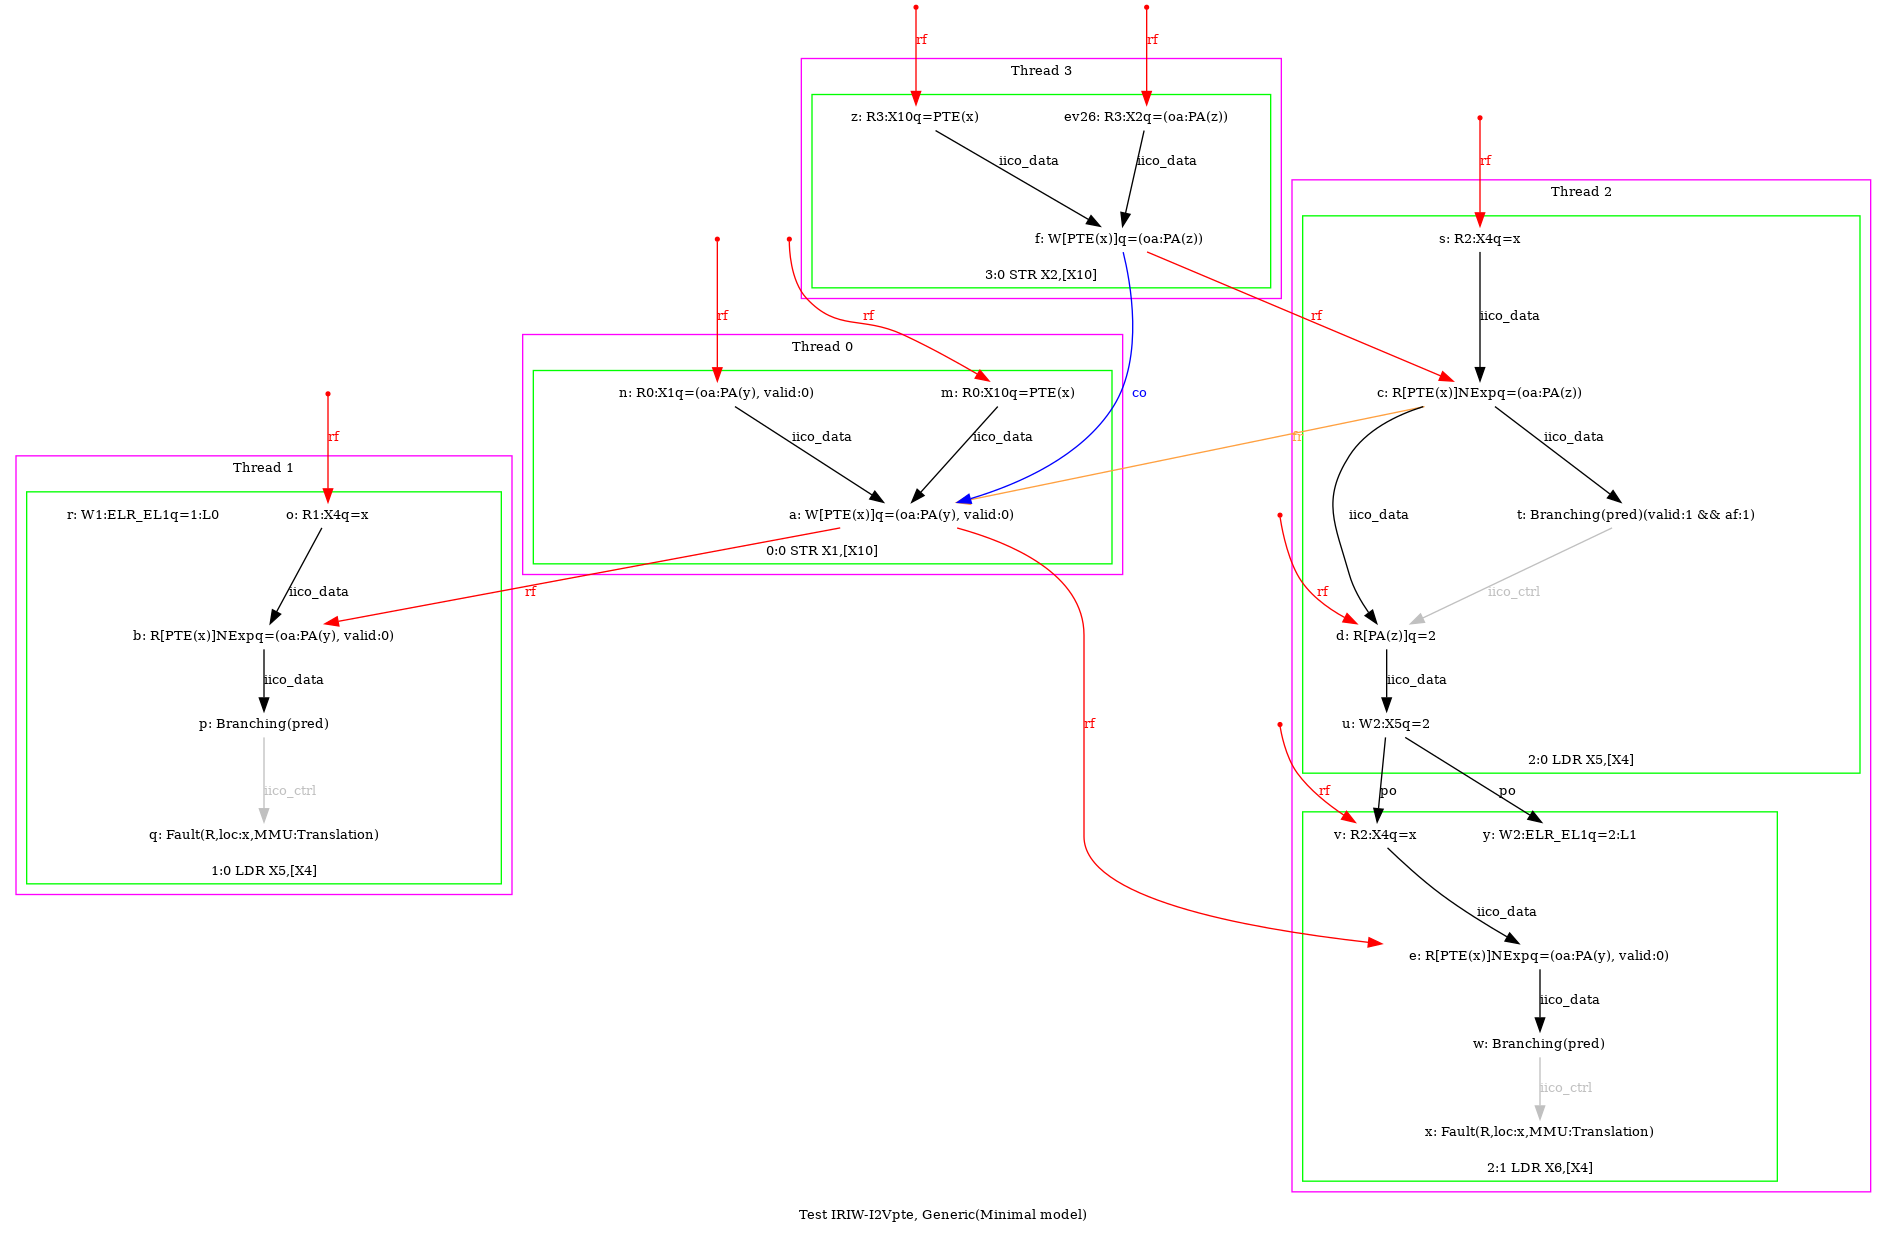 rf
rf
Thread 3
z: R3:X10q=PTE(x)
ev26: R3:X2q=(oa:PA(z))
iico_data
iico_data
f: W[PTE(x)]q=(oa:PA(z))
3:0 STR X2,[X10]
rf
Thread 2
s: R2:X4q=x
iico_data
rf
c: R[PTE(x)]NExpq=(oa:PA(z))
iico_data
iico_data
t: Branching(pred)(valid:1 && af:1)
iico_ctrl
rf
d: R[PA(z)]q=2
iico_data
u: W2:X5q=2
2:0 LDR X5,[X4]
po
po
rf
v: R2:X4q=x
y: W2:ELR_EL1q=2:L1
iico_data
e: R[PTE(x)]NExpq=(oa:PA(y), valid:0)
iico_data
w: Branching(pred)
iico_ctrl
x: Fault(R,loc:x,MMU:Translation)
2:1 LDR X6,[X4]
rf
rf
co
fr
Thread 0
n: R0:X1q=(oa:PA(y), valid:0)
m: R0:X10q=PTE(x)
iico_data
iico_data
a: W[PTE(x)]q=(oa:PA(y), valid:0)
0:0 STR X1,[X10]
rf
rf
rf
Thread 1
r: W1:ELR_EL1q=1:L0
o: R1:X4q=x
iico_data
b: R[PTE(x)]NExpq=(oa:PA(y), valid:0)
iico_data
p: Branching(pred)
iico_ctrl
q: Fault(R,loc:x,MMU:Translation)
1:0 LDR X5,[X4]
Test IRIW-I2Vpte, Generic(Minimal model)